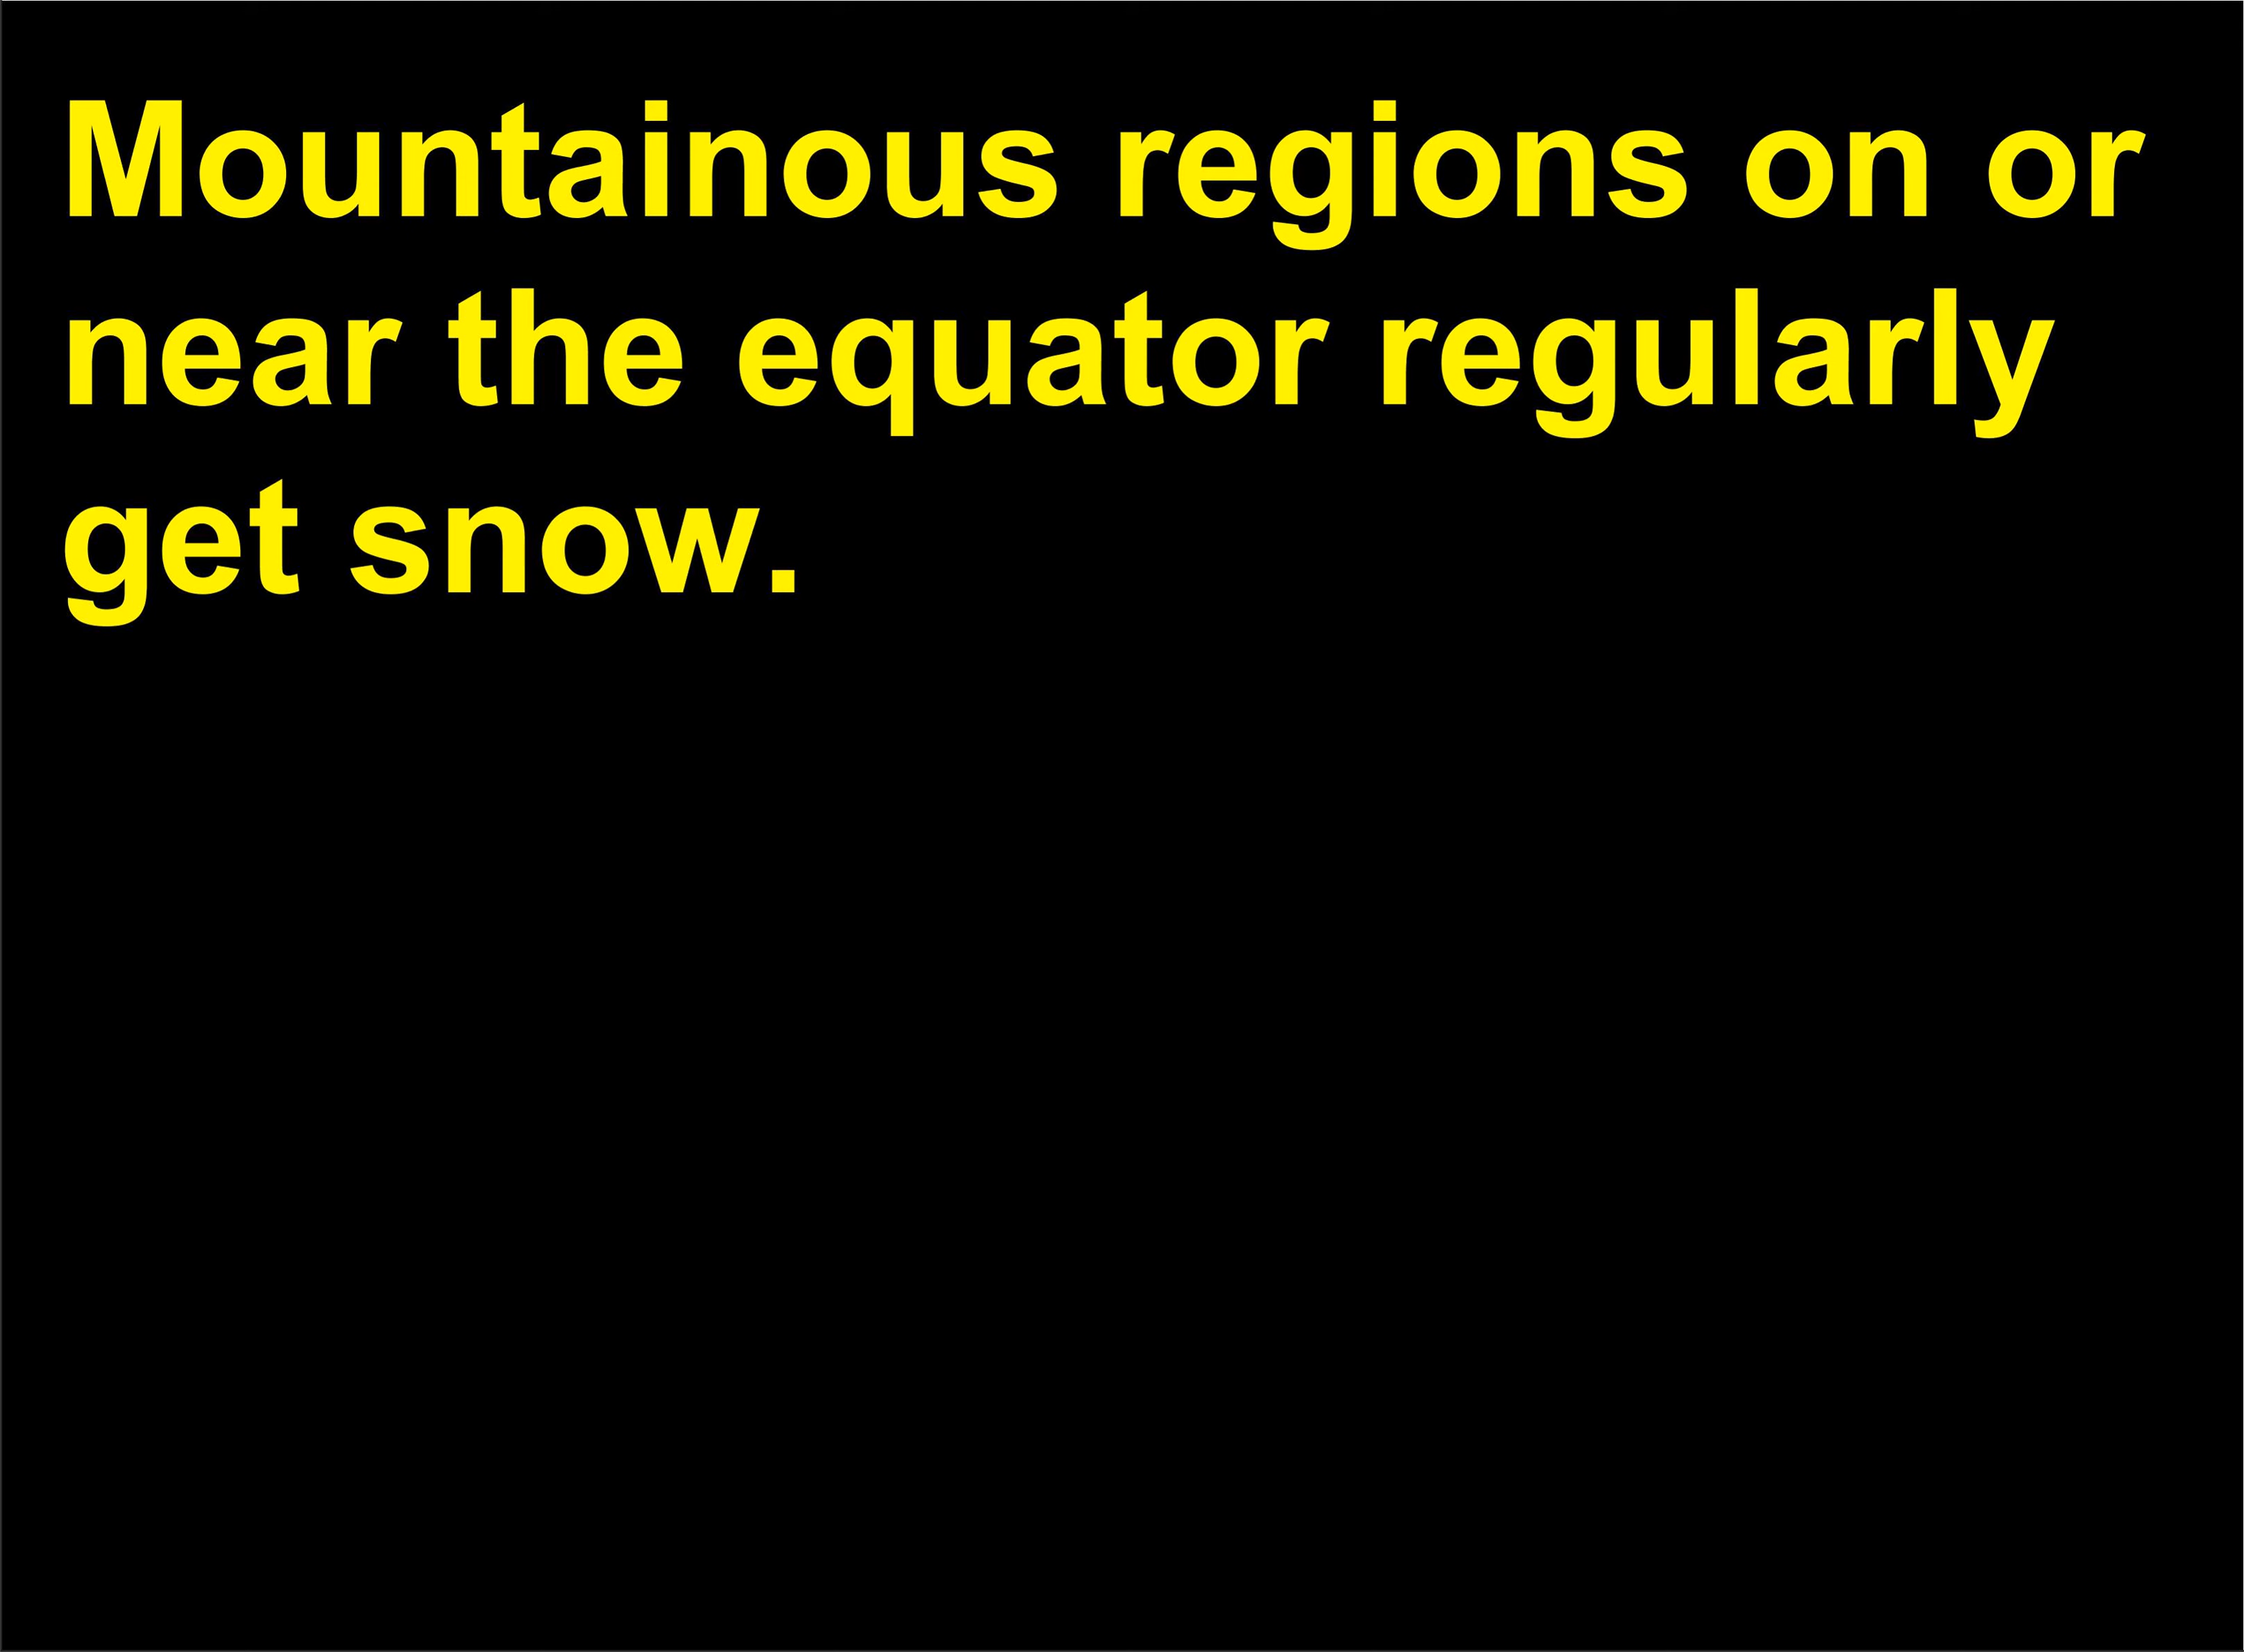 Mountainous regions on or
near the equator regularly
get snow.